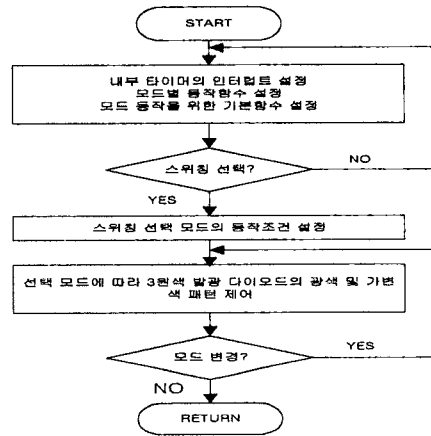 START
내부 타이머의 인터럽트 설정
모드별 동작함수 설정
모드 동작를 위한 기본함수 설정
스위칭 선택?
NO
YES
스위칭 선택 모드의 동작조건 설정
선택 모드에 따라 3원색 발광 다이오드의 광색 및 가변
색 패턴 제어
모드 변경?
YES
NO
RETURN